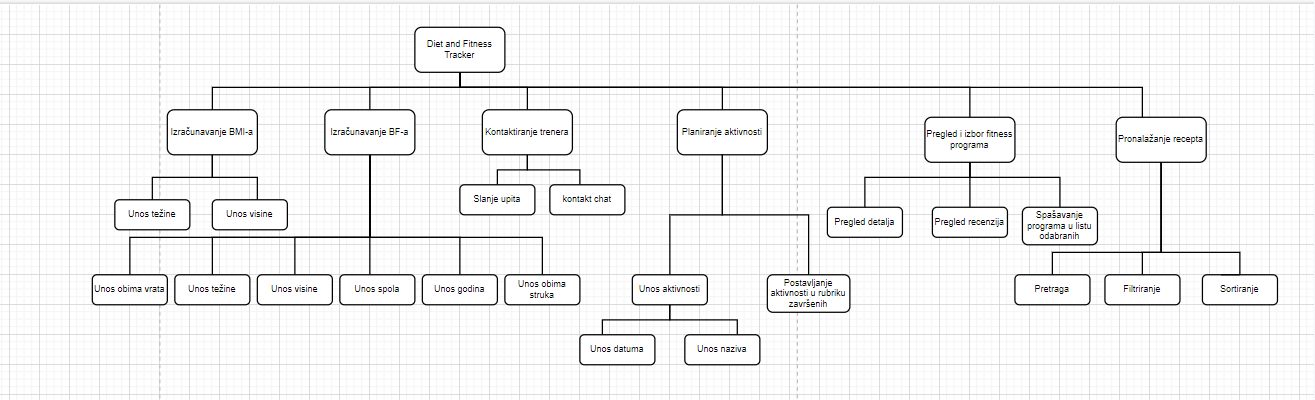 Diet and Fitness
Tracker
Izračunavanje BMI-a
Izračunavanje BF-a
Kontaktiranje trenera
Planiranje aktivnosti
Pregled i izbor fitness
programa
Pronalažanje recepta
Unos težine
Unos visine
Slanje upita
kontakt chat
Pregled detalja
Pregled recenzija
Spašavanje
programa u listu
odabranih
Unos obima vrata
Unos težine
Unos visine
Unos spola
Unos godina
Unos obima
struka
Unos aktivnosti
Postavljanje
aktivnosti u rubriku
završenih
Pretraga
Filtriranje
Sortiranje
Unos datuma
Unos naziva